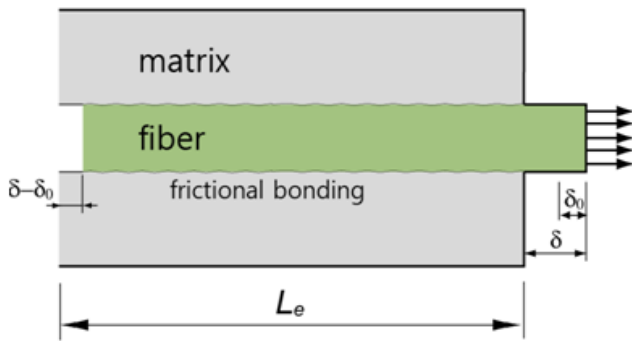 matrix
fiber
δ–δ₀
frictional bonding
δ₀
δ
Lₑ